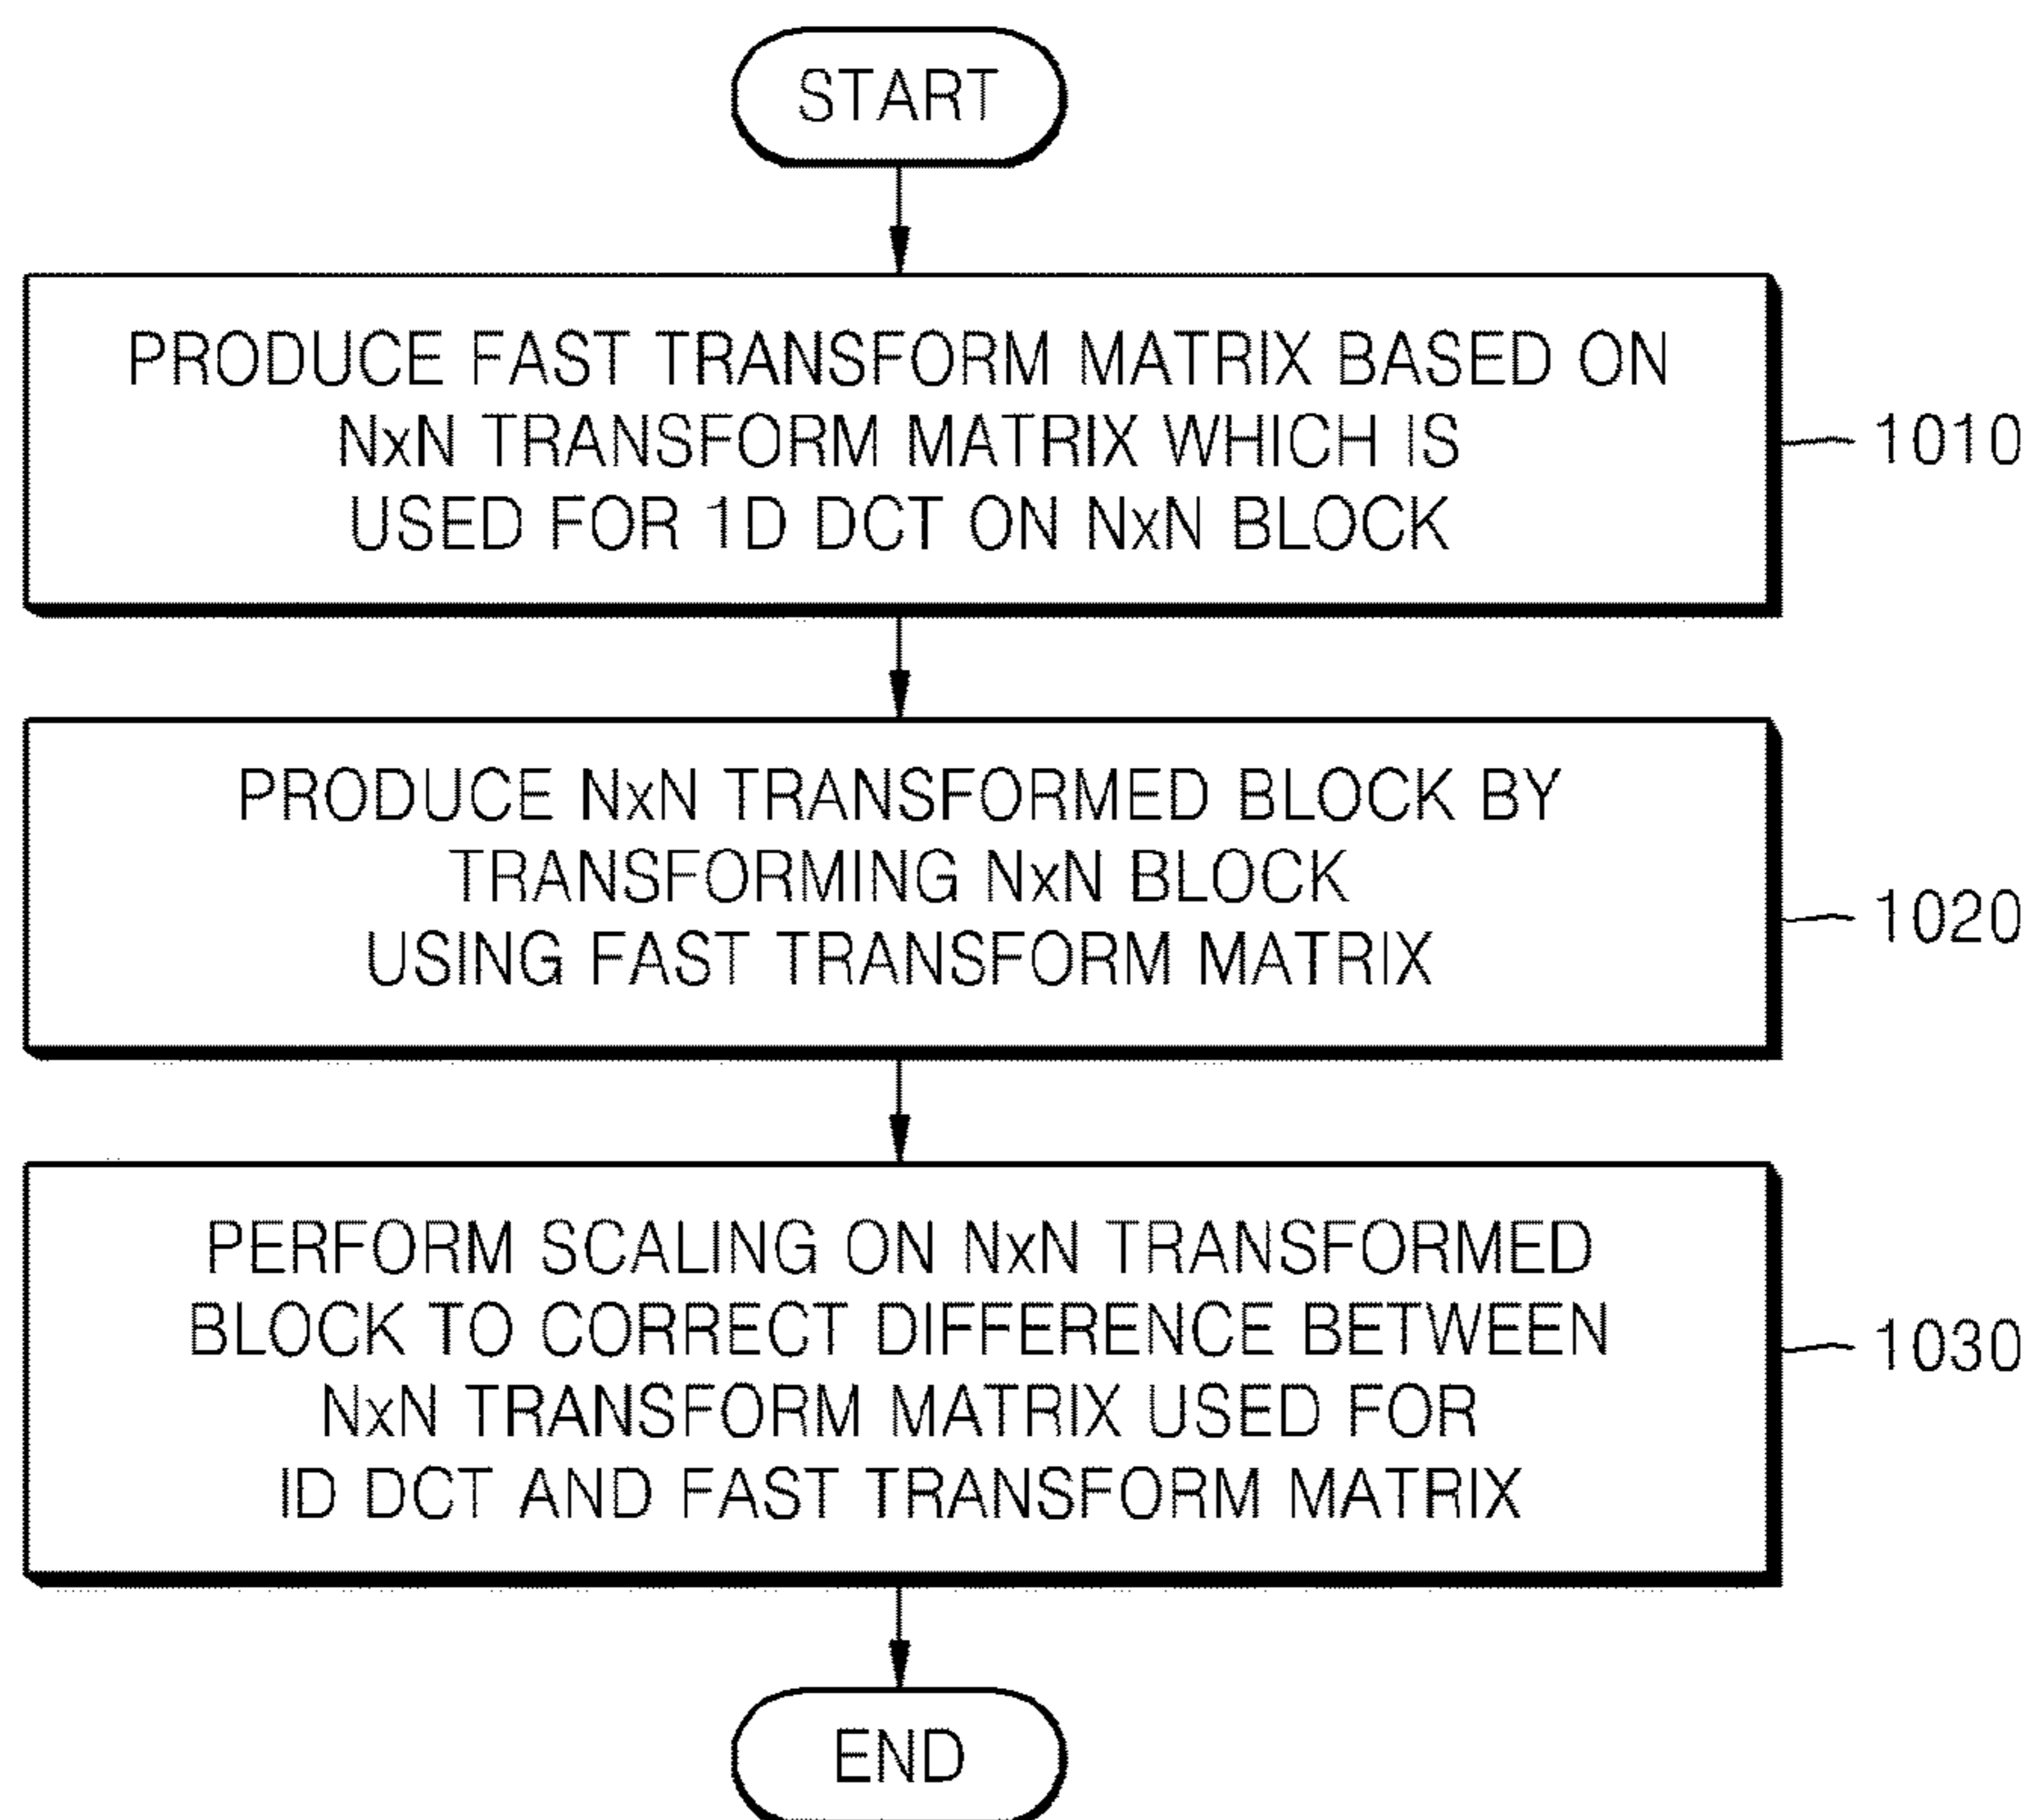 START
PRODUCE FAST TRANSFORM MATRIX BASED ON
NxN TRANSFORM MATRIX WHICH IS
USED FOR 1D DCT ON NxN BLOCK
1010
PRODUCE NxN TRANSFORMED BLOCK BY
TRANSFORMING NxN BLOCK
USING FAST TRANSFORM MATRIX
1020
PERFORM SCALING ON NxN TRANSFORMED
BLOCK TO CORRECT DIFFERENCE BETWEEN
NxN TRANSFORM MATRIX USED FOR
ID DCT AND FAST TRANSFORM MATRIX
1030
END